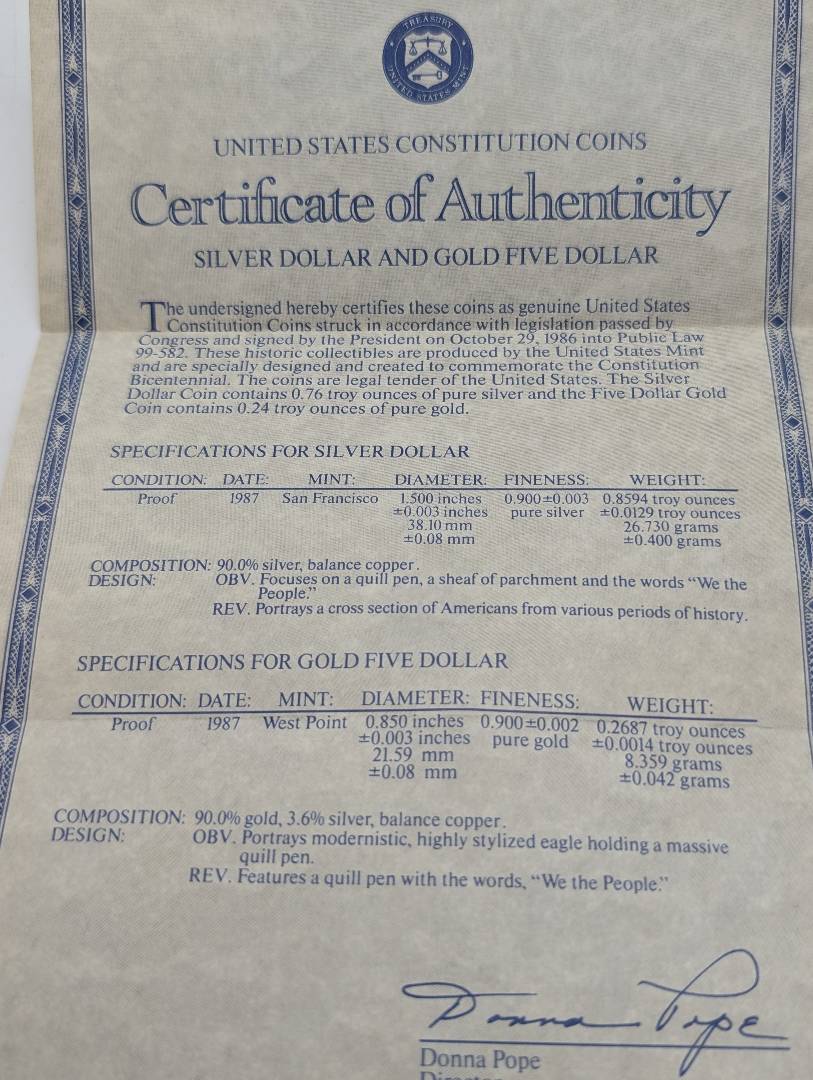 TREASURY
UNITED STATES MINT
UNITED STATES CONSTITUTION COINS
Certificate of Authenticity
SILVER DOLLAR AND GOLD FIVE DOLLAR
The undersigned hereby certifies these coins as genuine United States
Constitution Coins struck in accordance with legislation passed by
Congress and signed by the President on October 29, 1986 into Public Law
99-582. These historic collectibles are produced by the United States Mint
and are specially designed and created to commemorate the Constitution
Bicentennial. The coins are legal tender of the United States. The Silver
Dollar Coin contains 0.76 troy ounces of pure silver and the Five Dollar Gold
Coin contains 0.24 troy ounces of pure gold.
SPECIFICATIONS FOR SILVER DOLLAR
CONDITION: DATE: MINT: DIAMETER: FINENESS: WEIGHT:
Proof 1987 San Francisco 1.500 inches 0.900±0.003 0.8594 troy ounces
±0.003 inches pure silver ±0.0129 troy ounces
38.10 mm 26.730 grams
±0.08 mm ±0.400 grams
COMPOSITION: 90.0% silver, balance copper.
DESIGN: OBV. Focuses on a quill pen, a sheaf of parchment and the words “We the
People.”
REV. Portrays a cross section of Americans from various periods of history.
SPECIFICATIONS FOR GOLD FIVE DOLLAR
CONDITION: DATE: MINT: DIAMETER: FINENESS: WEIGHT:
Proof 1987 West Point 0.850 inches 0.900±0.002 0.2687 troy ounces
±0.003 inches pure gold ±0.0014 troy ounces
21.59 mm 8.359 grams
±0.08 mm ±0.042 grams
COMPOSITION: 90.0% gold, 3.6% silver, balance copper.
DESIGN: OBV. Portrays modernistic, highly stylized eagle holding a massive
quill pen.
REV. Features a quill pen with the words, “We the People.”
Donna Pope
Donna Pope